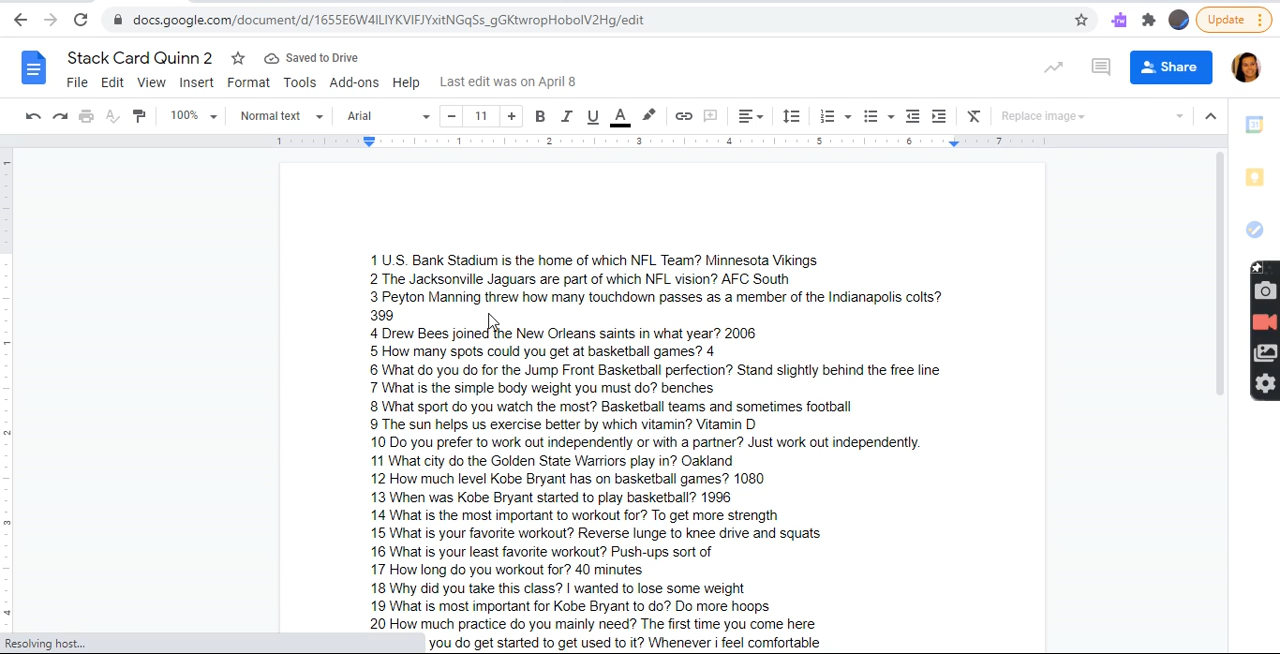 docs.google.com/document/d/1655E6W4lLlYKVlFJYxitNGqSs_gGKtwropHobolV2Hg/edit
Update
Stack Card Quinn 2 Saved to Drive
File Edit View Insert Format Tools Add-ons Help Last edit was on April 8
Share
100% Normal text Arial 11 B I U A Replace image
1 1 2 3 4 5 6 7
1 U.S. Bank Stadium is the home of which NFL Team? Minnesota Vikings
2 The Jacksonville Jaguars are part of which NFL vision? AFC South
3 Peyton Manning threw how many touchdown passes as a member of the Indianapolis colts?
399
4 Drew Bees joined the New Orleans saints in what year? 2006
5 How many spots could you get at basketball games? 4
6 What do you do for the Jump Front Basketball perfection? Stand slightly behind the free line
7 What is the simple body weight you must do? benches
8 What sport do you watch the most? Basketball teams and sometimes football
9 The sun helps us exercise better by which vitamin? Vitamin D
10 Do you prefer to work out independently or with a partner? Just work out independently.
11 What city do the Golden State Warriors play in? Oakland
12 How much level Kobe Bryant has on basketball games? 1080
13 When was Kobe Bryant started to play basketball? 1996
14 What is the most important to workout for? To get more strength
15 What is your favorite workout? Reverse lunge to knee drive and squats
16 What is your least favorite workout? Push-ups sort of
17 How long do you workout for? 40 minutes
18 Why did you take this class? I wanted to lose some weight
19 What is most important for Kobe Bryant to do? Do more hoops
20 How much practice do you mainly need? The first time you come here
you do get started to get used to it? Whenever i feel comfortable
Resolving host...